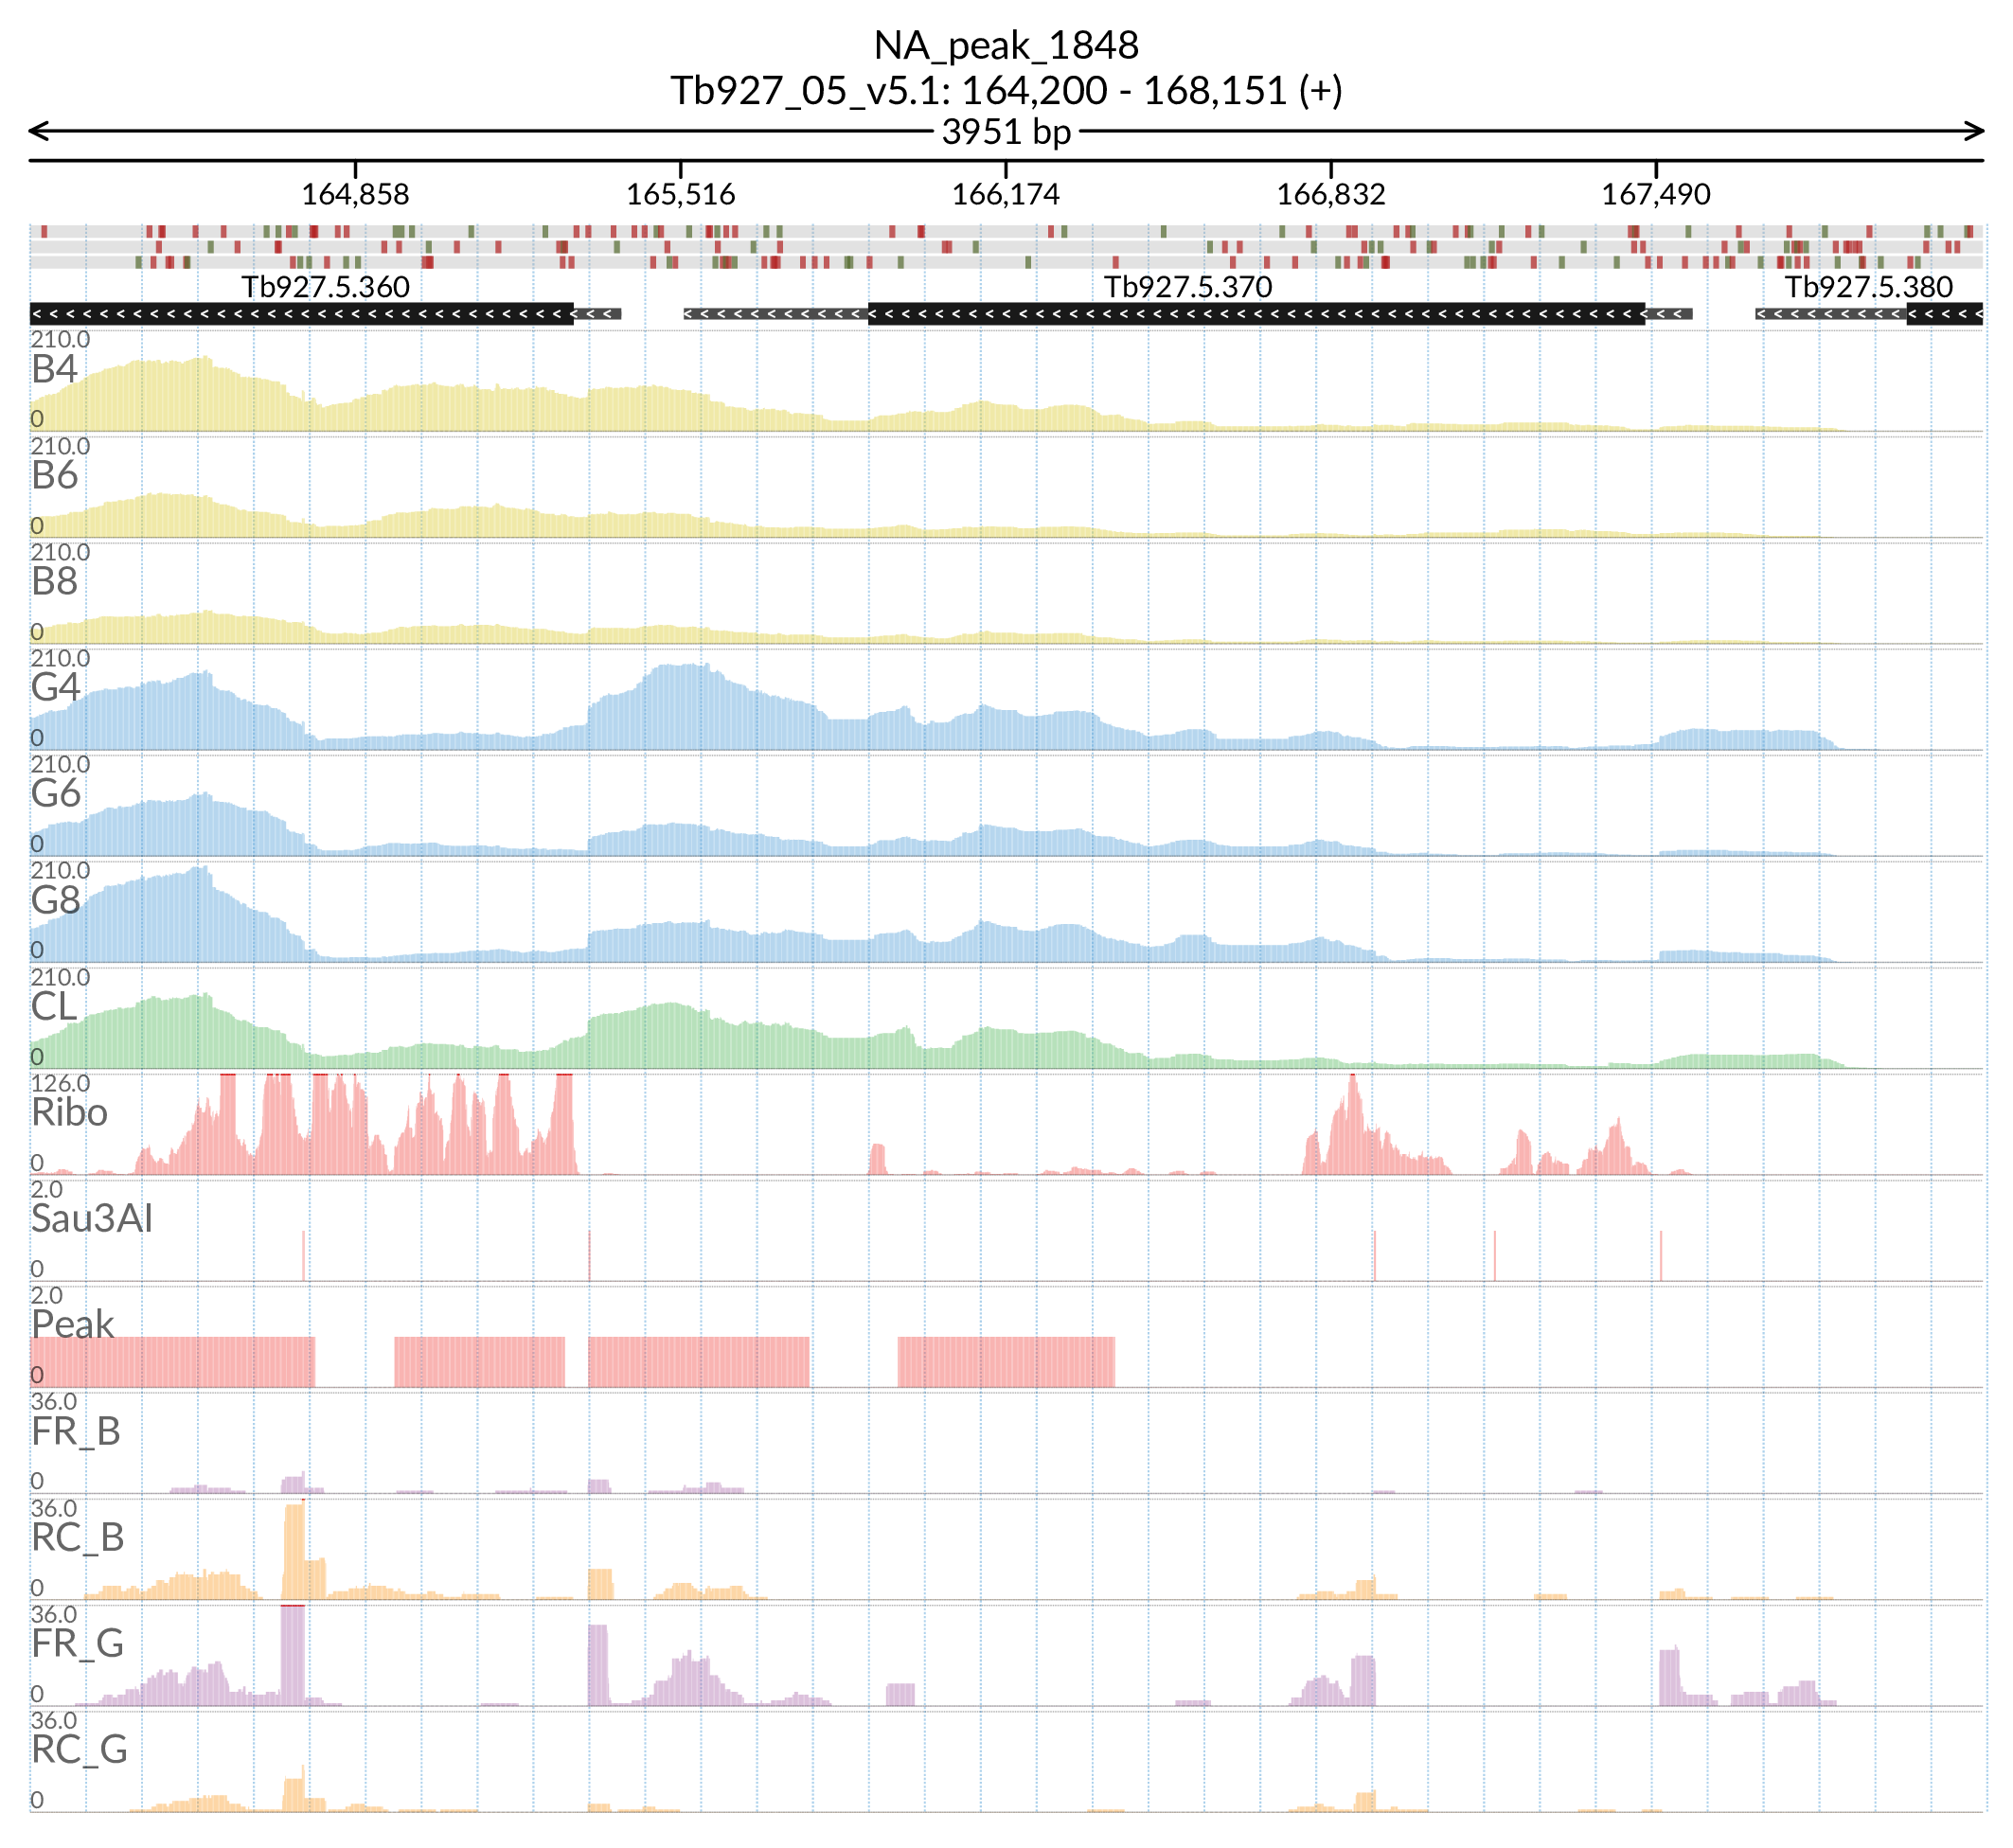 NA_peak_1848
Tb927_05_v5.1: 164,200 - 168,151 (+)
3951 bp
164,858 165,516 166,174 166,832 167,490
Tb927.5.360 Tb927.5.370 Tb927.5.380
210.0
B4
0
210.0
B6
0
210.0
B8
0
210.0
G4
0
210.0
G6
0
210.0
G8
0
210.0
CL
0
126.0
Ribo
0
2.0
Sau3AI
0
2.0
Peak
0
36.0
FR_B
0
36.0
RC_B
0
36.0
FR_G
0
36.0
RC_G
0